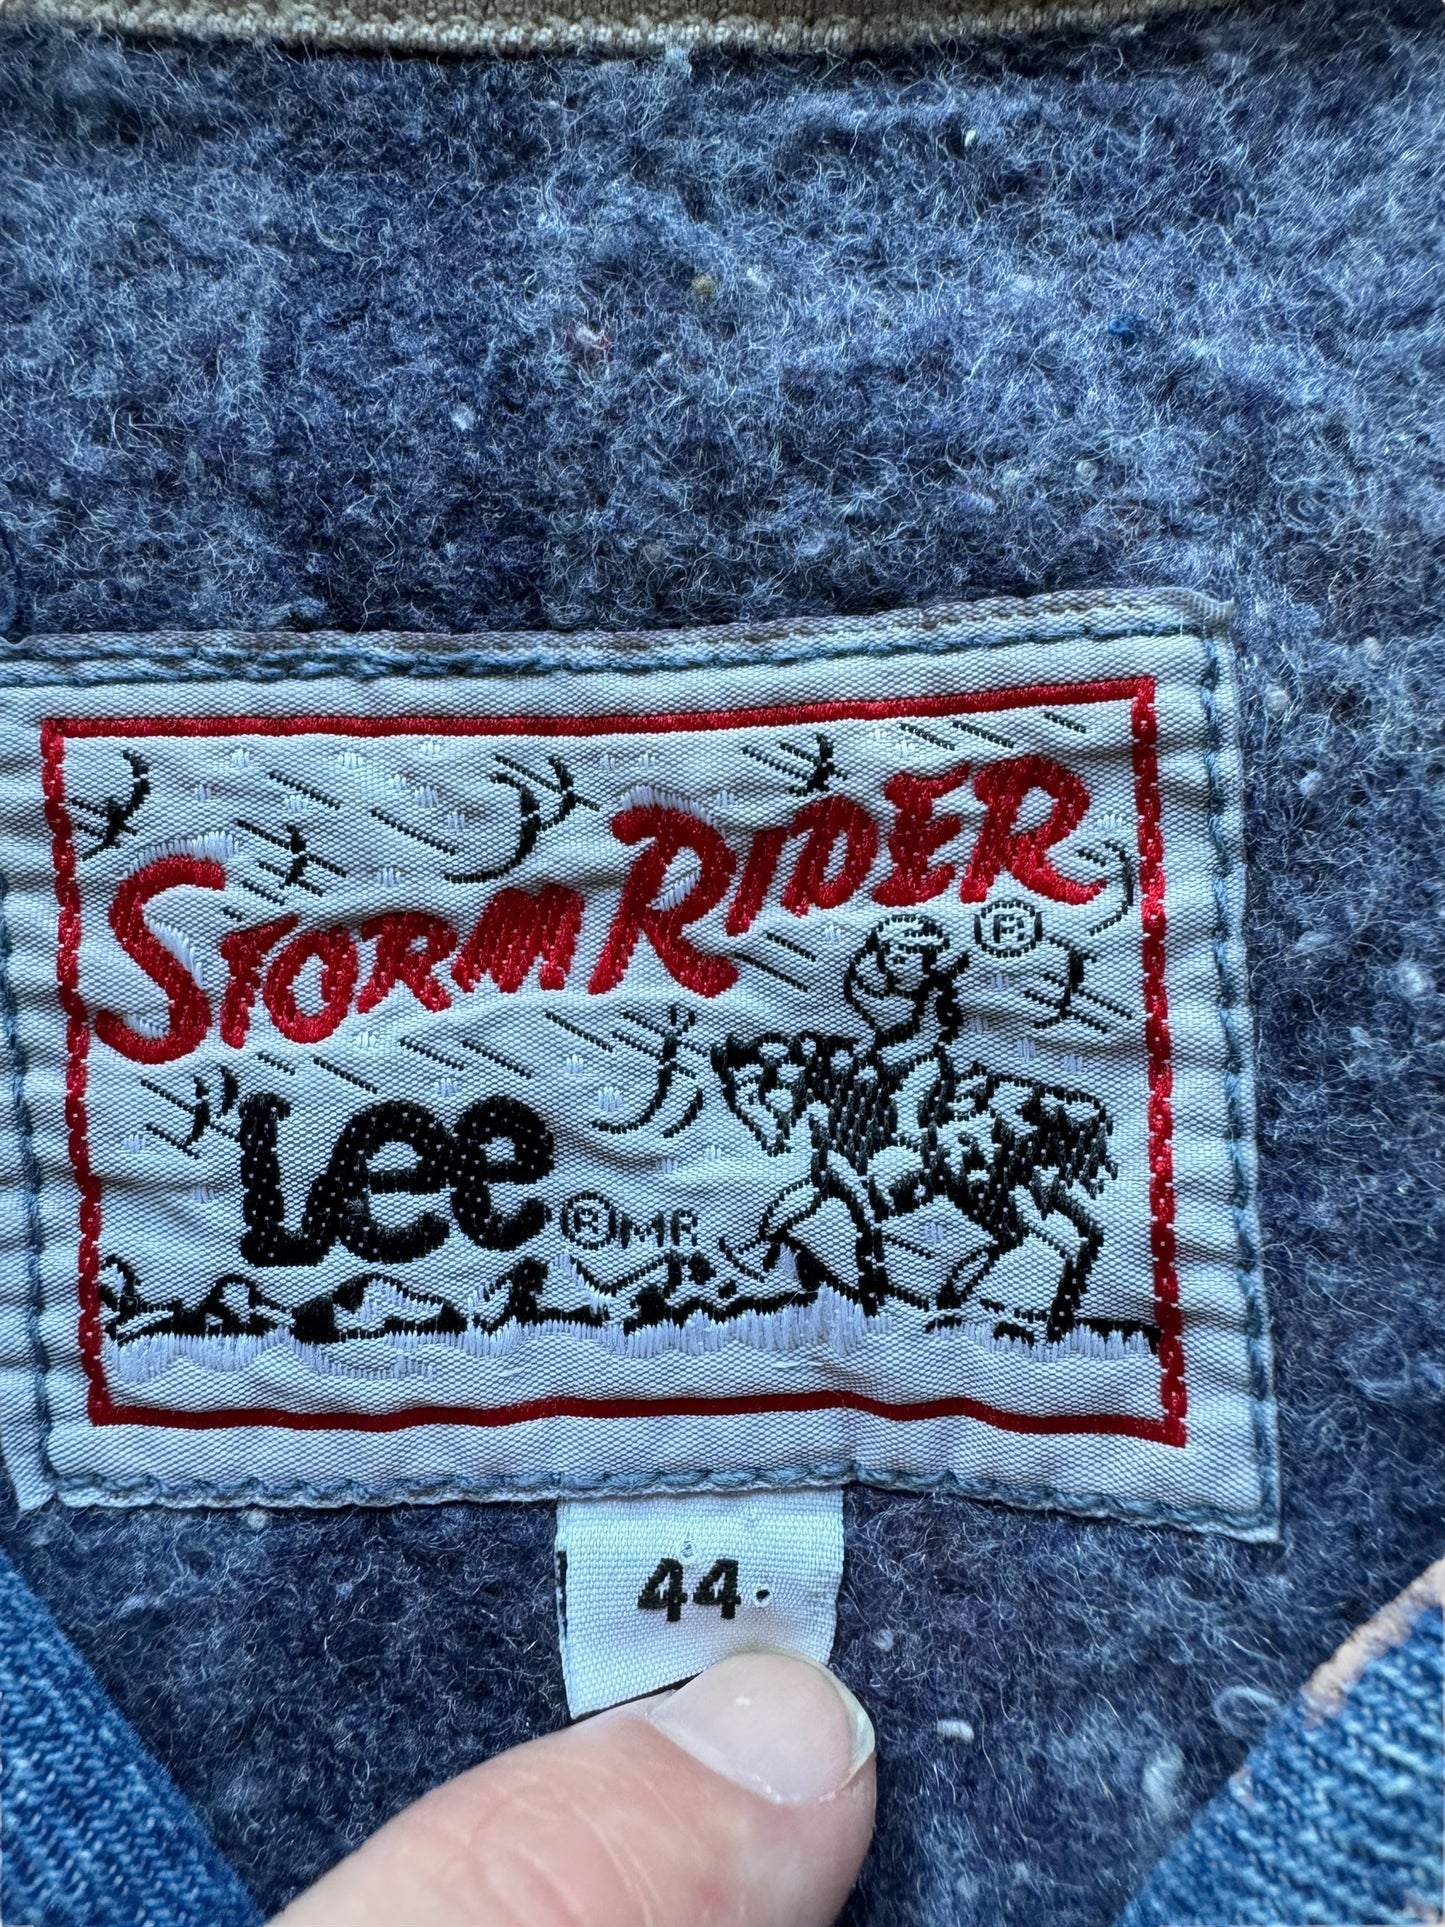 STORM RIDER ®
Lee ® MR
44